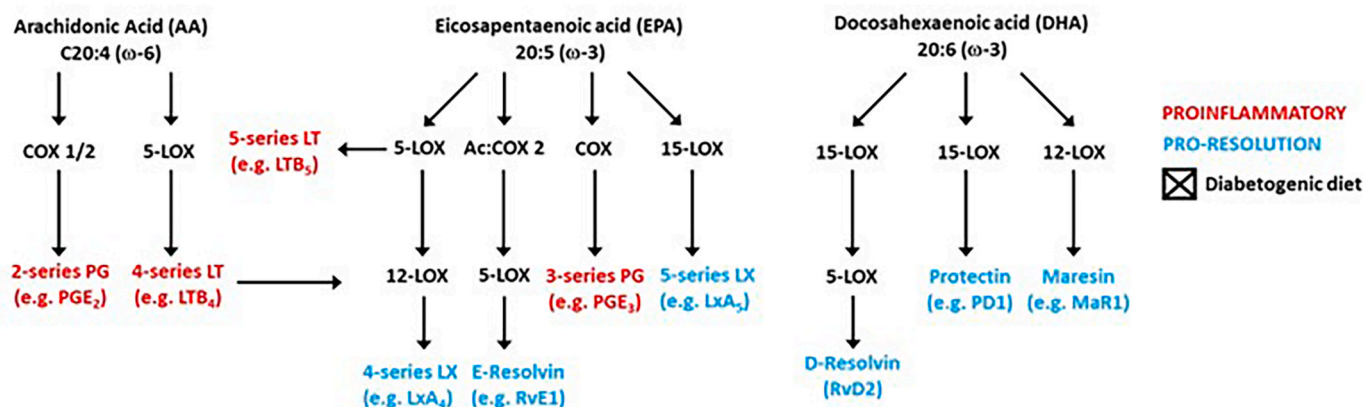 Arachidonic Acid (AA)
C20:4 (ω-6)
Eicosapentaenoic acid (EPA)
20:5 (ω-3)
Docosahexaenoic acid (DHA)
20:6 (ω-3)
COX 1/2
5-LOX
5-series LT
(e.g. LTB₅)
5-LOX
Ac:COX 2
COX
15-LOX
15-LOX
15-LOX
12-LOX
2-series PG
(e.g. PGE₂)
4-series LT
(e.g. LTB₄)
12-LOX
5-LOX
3-series PG
(e.g. PGE₃)
5-series LX
(e.g. LxA₅)
5-LOX
Protectin
(e.g. PD1)
Maresin
(e.g. MaR1)
4-series LX
(e.g. LxA₄)
E-Resolvin
(e.g. RvE1)
D-Resolvin
(RvD2)
PROINFLAMMATORY
PRO-RESOLUTION
Diabetogenic diet